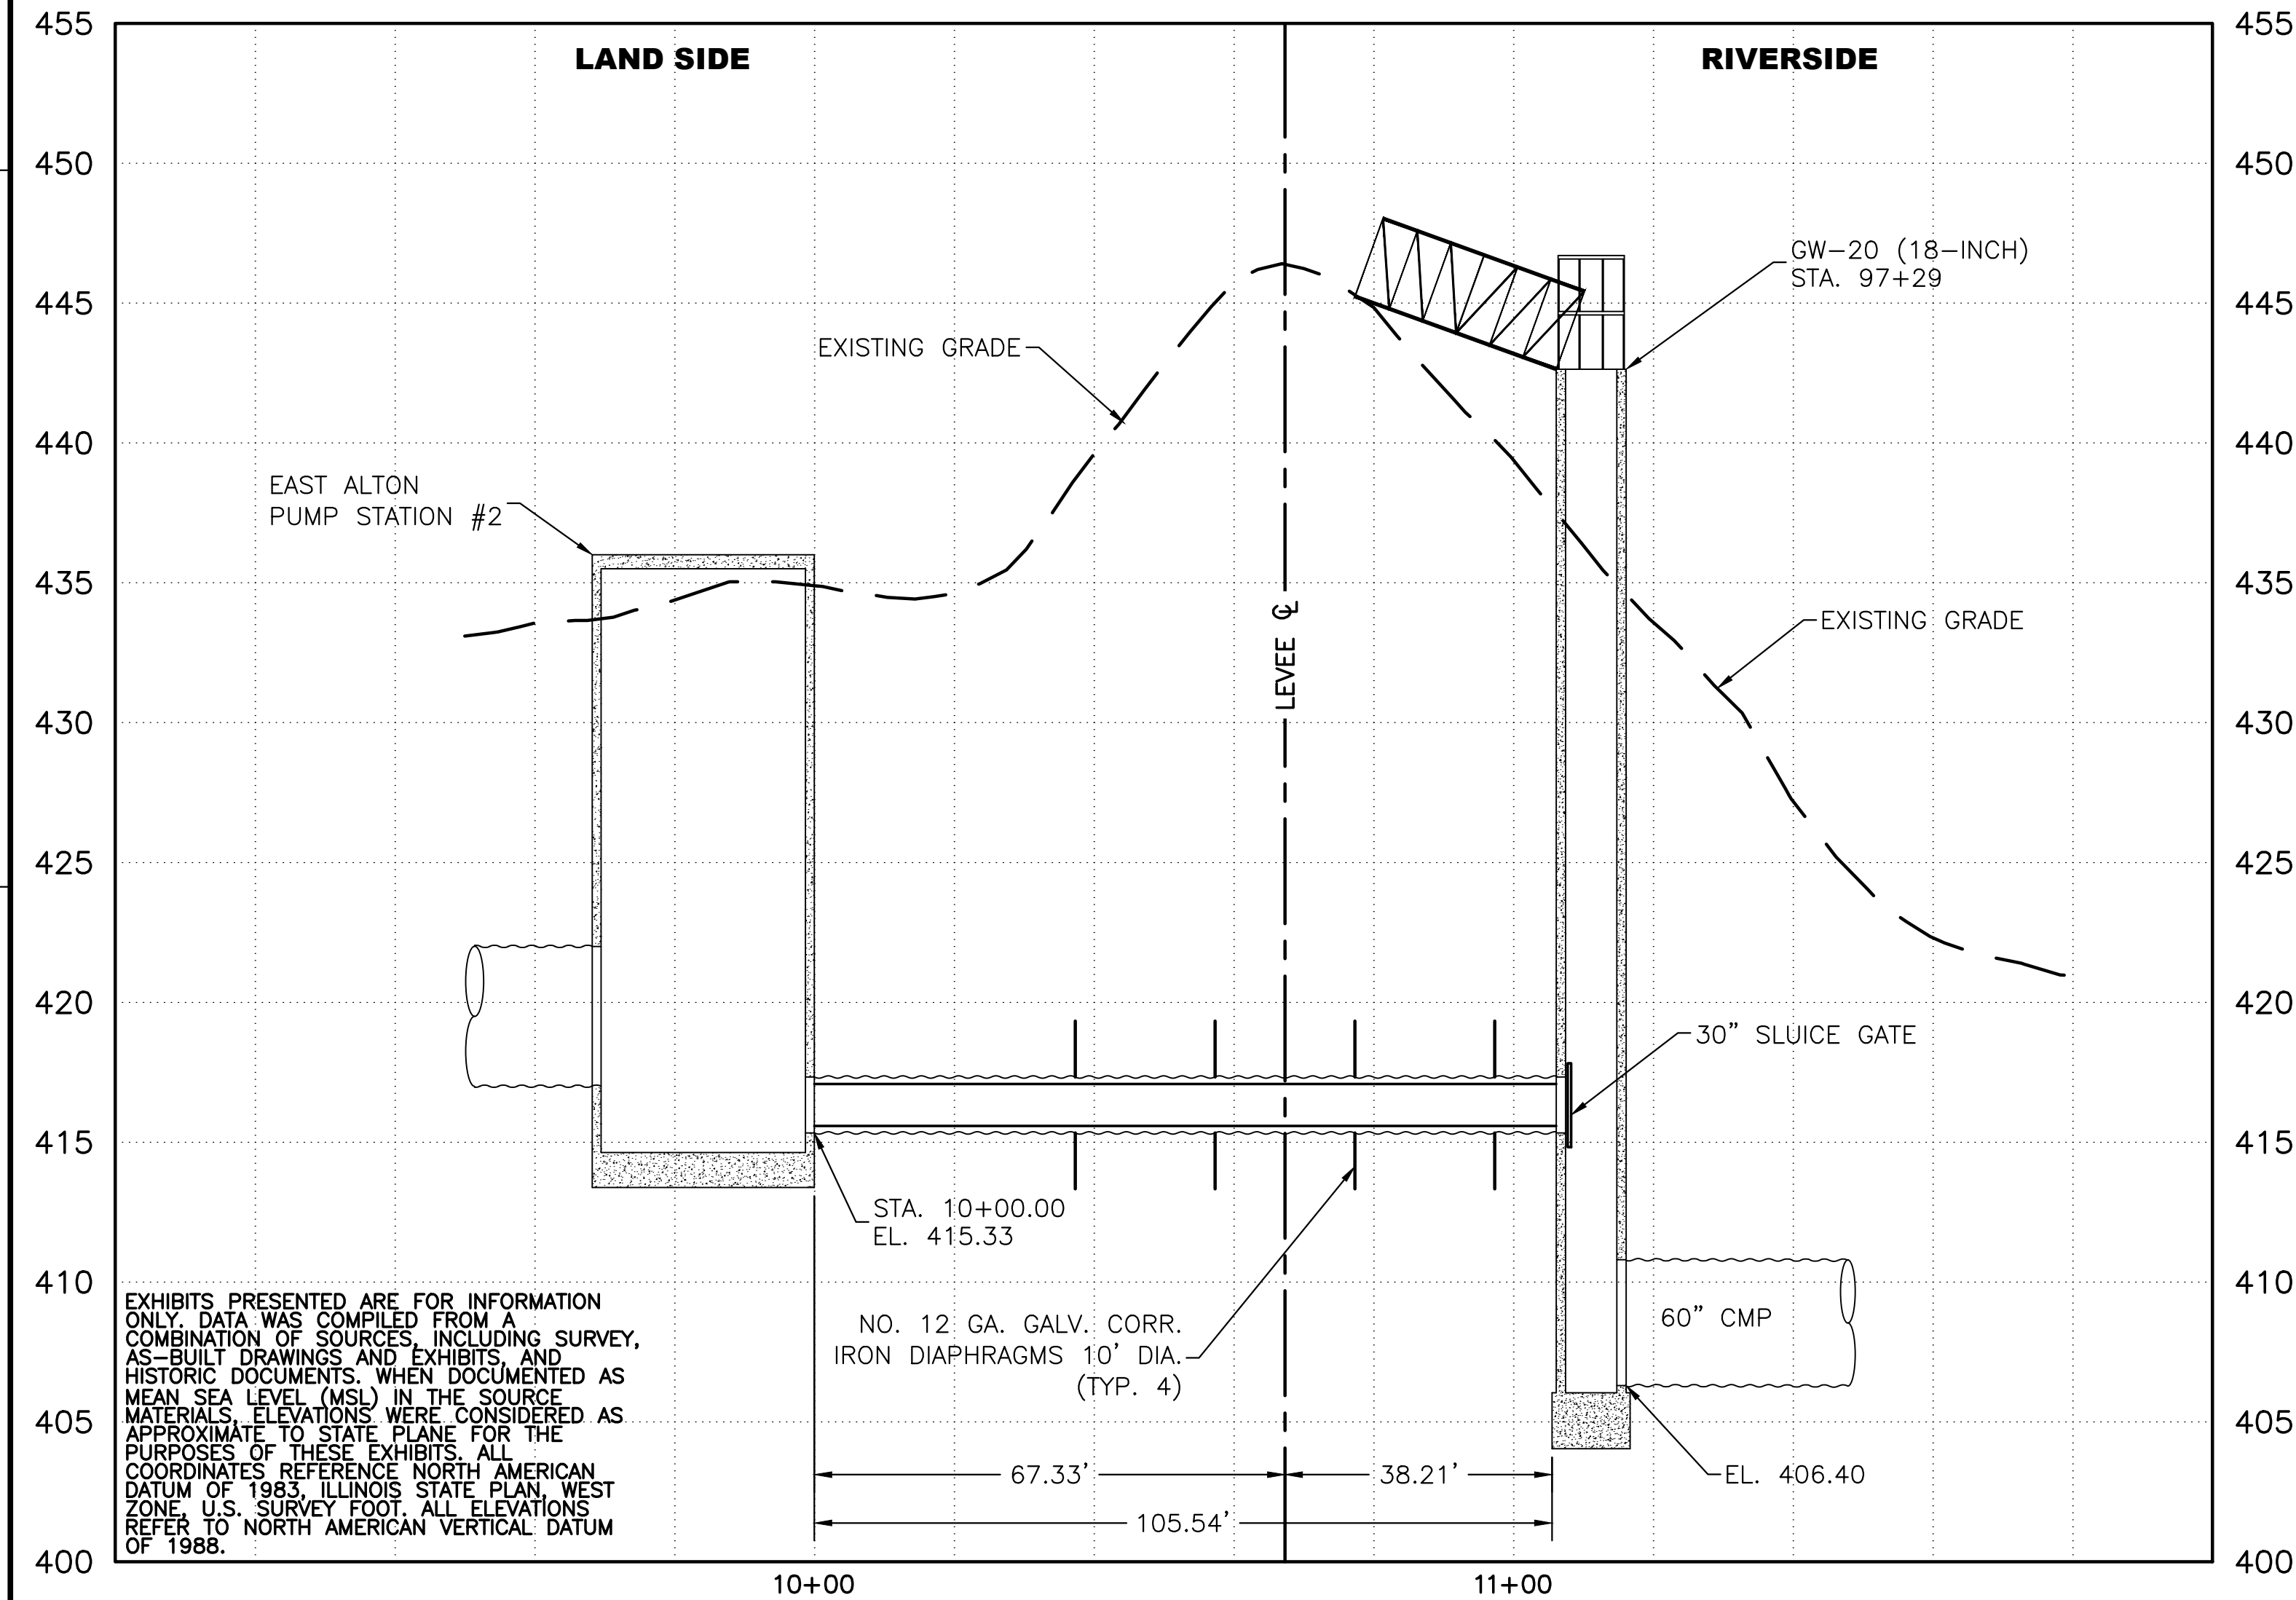 LAND SIDE
RIVERSIDE
455
450
445
440
435
430
425
420
415
410
405
400
455
450
445
440
435
430
425
420
415
410
405
400
GW-20 (18-INCH)
STA. 97+29
EXISTING GRADE
EAST ALTON
PUMP STATION #2
LEVEE ℄
EXISTING GRADE
30" SLUICE GATE
STA. 10+00.00
EL. 415.33
NO. 12 GA. GALV. CORR.
IRON DIAPHRAGMS 10' DIA.
(TYP. 4)
60" CMP
EL. 406.40
67.33'
38.21'
105.54'
EXHIBITS PRESENTED ARE FOR INFORMATION
ONLY. DATA WAS COMPILED FROM A
COMBINATION OF SOURCES, INCLUDING SURVEY,
AS-BUILT DRAWINGS AND EXHIBITS, AND
HISTORIC DOCUMENTS. WHEN DOCUMENTED AS
MEAN SEA LEVEL (MSL) IN THE SOURCE
MATERIALS, ELEVATIONS WERE CONSIDERED AS
APPROXIMATE TO STATE PLANE FOR THE
PURPOSES OF THESE EXHIBITS. ALL
COORDINATES REFERENCE NORTH AMERICAN
DATUM OF 1983, ILLINOIS STATE PLAN, WEST
ZONE, U.S. SURVEY FOOT. ALL ELEVATIONS
REFER TO NORTH AMERICAN VERTICAL DATUM
OF 1988.
10+00
11+00